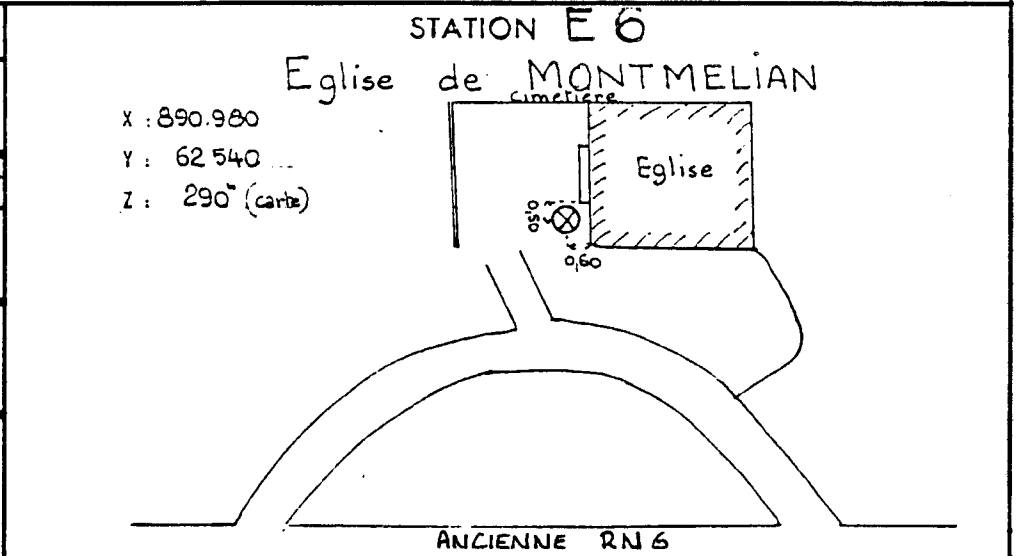 STATION E 6
Eglise de MONTMELIAN
cimetière
X : 890.980
Y : 62 540 ...
Z : 290m (carte)
Eglise
0,50
0,60
ANCIENNE RN 6